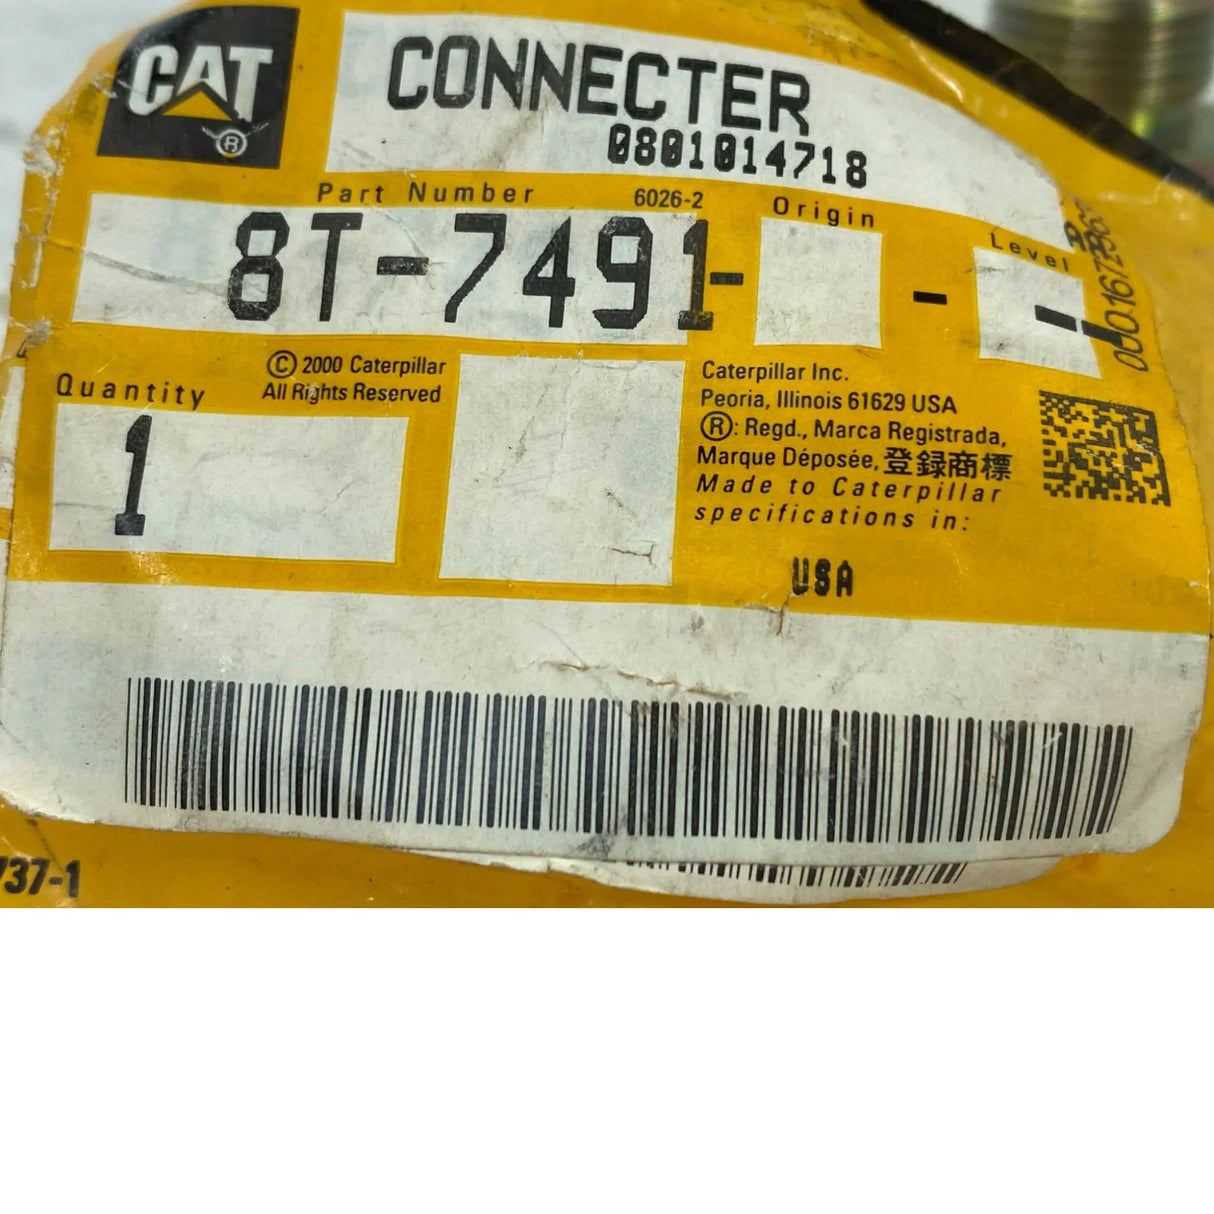 CAT
®
CONNECTER
0801014718
Part Number 6026-2 Origin Level
8T-7491- - -
Quantity
1
© 2000 Caterpillar
All Rights Reserved
Caterpillar Inc.
Peoria, Illinois 61629 USA
®: Regd., Marca Registrada,
Marque Déposée, 登録商標
Made to Caterpillar
specifications in:
USA
737-1